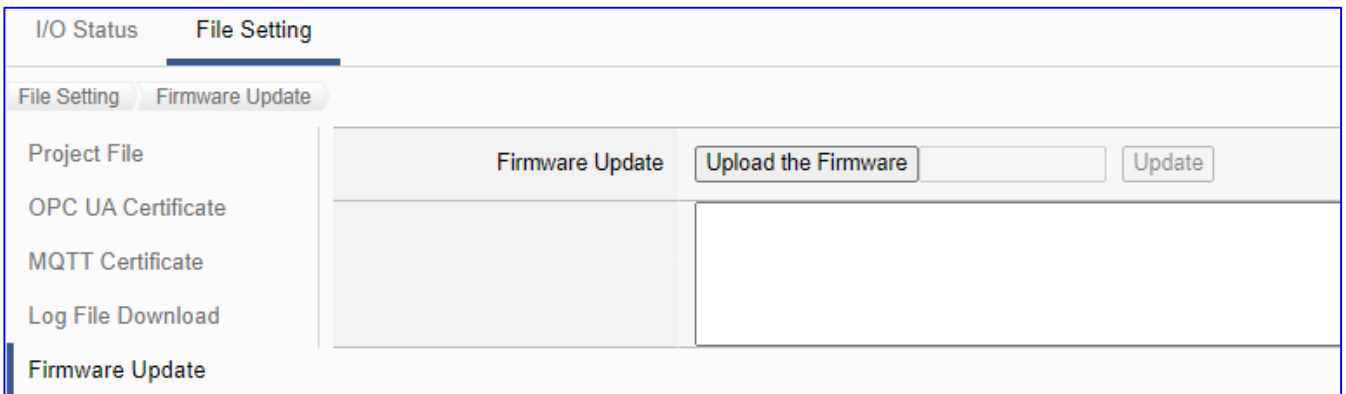 I/O Status File Setting
File Setting Firmware Update
Project File
Firmware Update Upload the Firmware Update
OPC UA Certificate
MQTT Certificate
Log File Download
Firmware Update